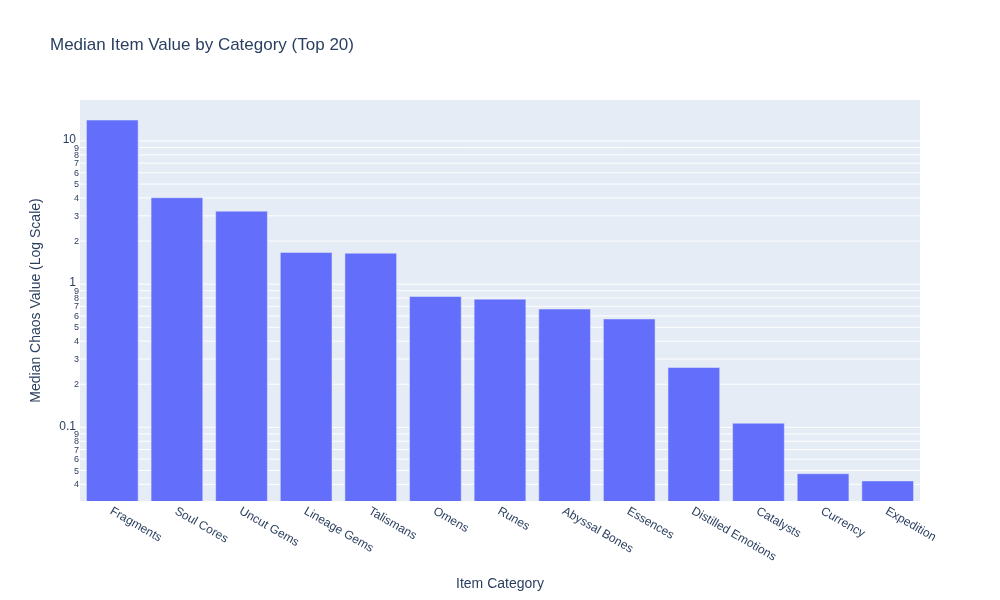 Median Item Value by Category (Top 20)
Median Chaos Value (Log Scale)
10
9
8
7
6
5
4
3
2
1
9
8
7
6
5
4
3
2
0.1
9
8
7
6
5
4
Fragments
Soul Cores
Uncut Gems
Lineage Gems
Talismans
Omens
Runes
Abyssal Bones
Essences
Distilled Emotions
Catalysts
Currency
Expedition
Item Category